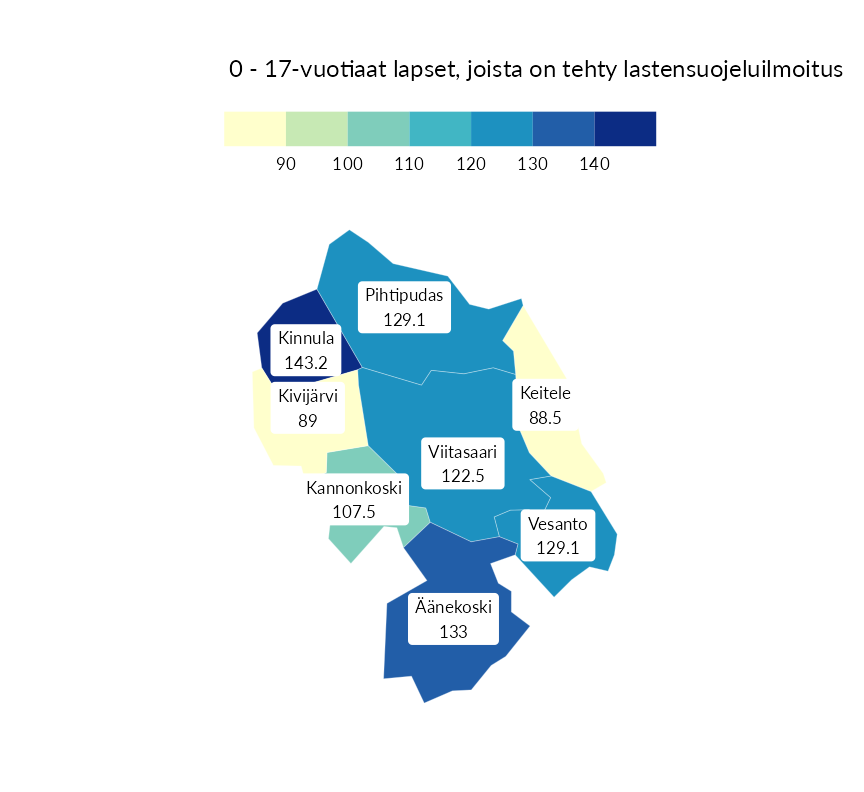 0 - 17-vuotiaat lapset, joista on tehty lastensuojeluilmoitus
90 100 110 120 130 140
Pihtipudas
129.1
Kinnula
143.2
Kivijärvi
89
Keitele
88.5
Viitasaari
122.5
Kannonkoski
107.5
Vesanto
129.1
Äänekoski
133